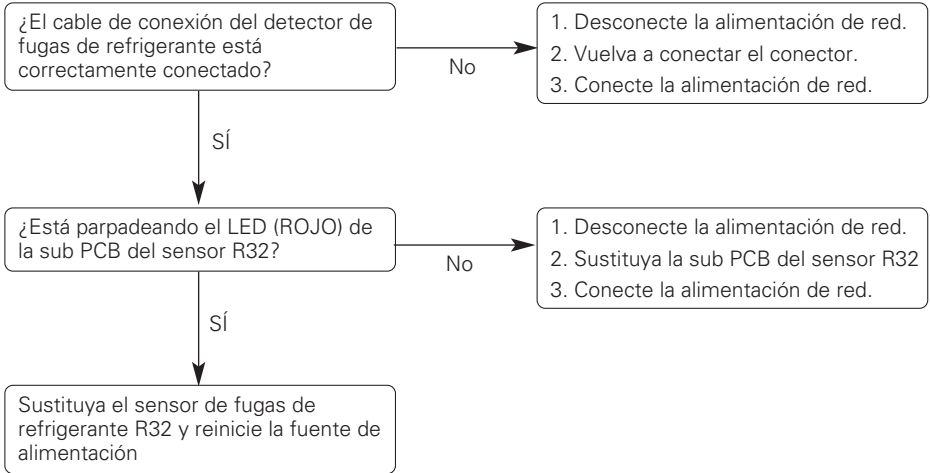 ¿El cable de conexión del detector de
fugas de refrigerante está
correctamente conectado?
No
1. Desconecte la alimentación de red.
2. Vuelva a conectar el conector.
3. Conecte la alimentación de red.
SÍ
¿Está parpadeando el LED (ROJO) de
la sub PCB del sensor R32?
No
1. Desconecte la alimentación de red.
2. Sustituya la sub PCB del sensor R32
3. Conecte la alimentación de red.
SÍ
Sustituya el sensor de fugas de
refrigerante R32 y reinicie la fuente de
alimentación